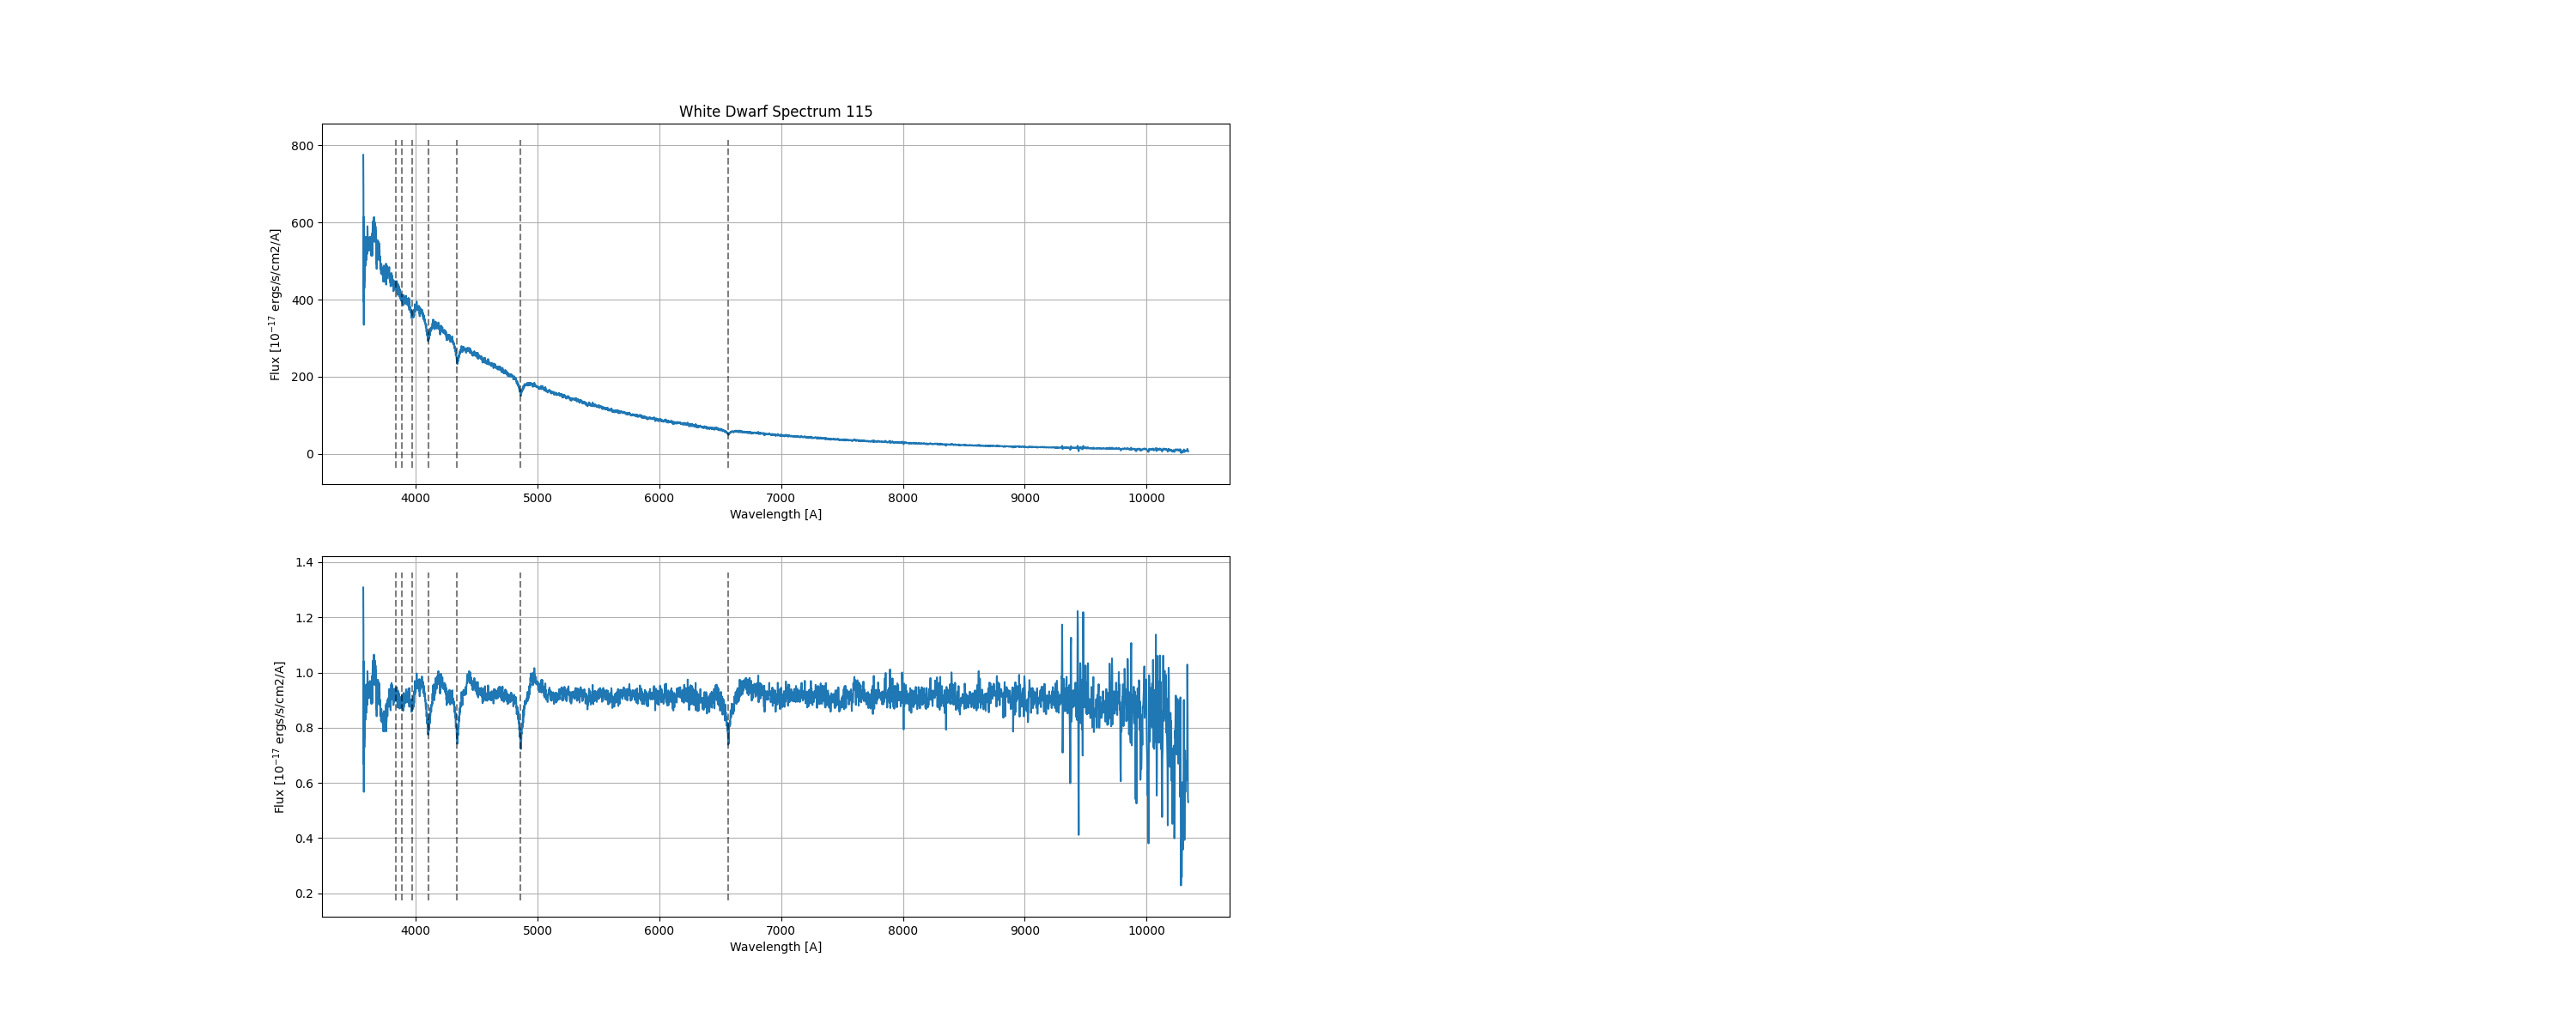 White Dwarf Spectrum 115
800
600
400
200
0
Flux [10⁻¹⁷ ergs/s/cm2/A]
4000 5000 6000 7000 8000 9000 10000
Wavelength [A]
1.4
1.2
1.0
0.8
0.6
0.4
0.2
Flux [10⁻¹⁷ ergs/s/cm2/A]
4000 5000 6000 7000 8000 9000 10000
Wavelength [A]